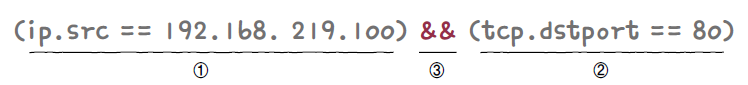 (ip.src == 192.168. 219.100) && (tcp.dstport == 80)
① ③ ②